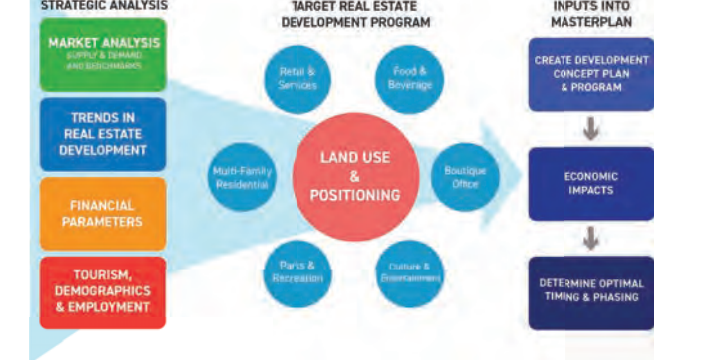 STRATEGIC ANALYSIS
MARKET ANALYSIS
SUPPLY & DEMAND
AND BENCHMARKS
TRENDS IN
REAL ESTATE
DEVELOPMENT
FINANCIAL
PARAMETERS
TOURISM,
DEMOGRAPHICS
& EMPLOYMENT
TARGET REAL ESTATE
DEVELOPMENT PROGRAM
Retail &
Services
Food &
Beverage
Multi-Family
Residential
LAND USE
&
POSITIONING
Boutique
Office
Parks &
Recreation
Culture &
Entertainment
INPUTS INTO
MASTERPLAN
CREATE DEVELOPMENT
CONCEPT PLAN
& PROGRAM
ECONOMIC
IMPACTS
DETERMINE OPTIMAL
TIMING & PHASING